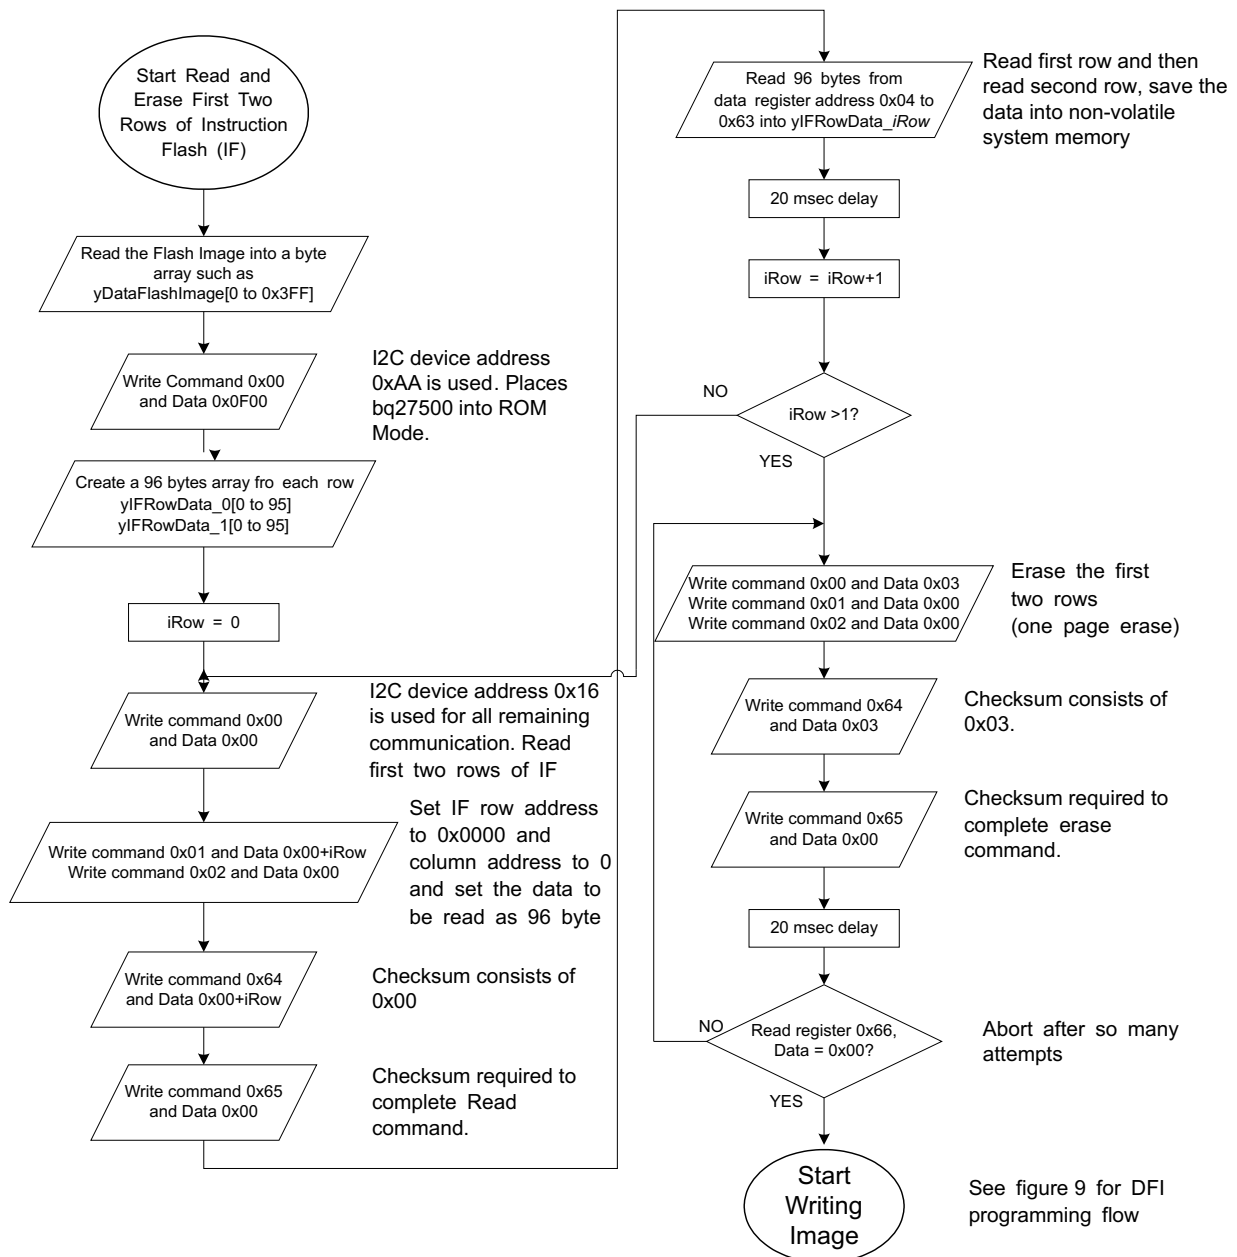 Start Read and
Erase First Two
Rows of Instruction
Flash (IF)
Read the Flash Image into a byte
array such as
yDataFlashImage[0 to 0x3FF]
Write Command 0x00
and Data 0x0F00
I2C device address
0xAA is used. Places
bq27500 into ROM
Mode.
Create a 96 bytes array fro each row
yIFRowData_0[0 to 95]
yIFRowData_1[0 to 95]
iRow = 0
Write command 0x00
and Data 0x00
I2C device address 0x16
is used for all remaining
communication. Read
first two rows of IF
Write command 0x01 and Data 0x00+iRow
Write command 0x02 and Data 0x00
Set IF row address
to 0x0000 and
column address to 0
and set the data to
be read as 96 byte
Write command 0x64
and Data 0x00+iRow
Checksum consists of
0x00
Write command 0x65
and Data 0x00
Checksum required to
complete Read
command.
Read 96 bytes from
data register address 0x04 to
0x63 into yIFRowData_iRow
Read first row and then
read second row, save the
data into non-volatile
system memory
20 msec delay
iRow = iRow+1
NO
iRow >1?
YES
Write command 0x00 and Data 0x03
Write command 0x01 and Data 0x00
Write command 0x02 and Data 0x00
Erase the first
two rows
(one page erase)
Write command 0x64
and Data 0x03
Checksum consists of
0x03.
Write command 0x65
and Data 0x00
Checksum required to
complete erase
command.
20 msec delay
NO
Read register 0x66,
Data = 0x00?
Abort after so many
attempts
YES
Start
Writing
Image
See figure 9 for DFI
programming flow